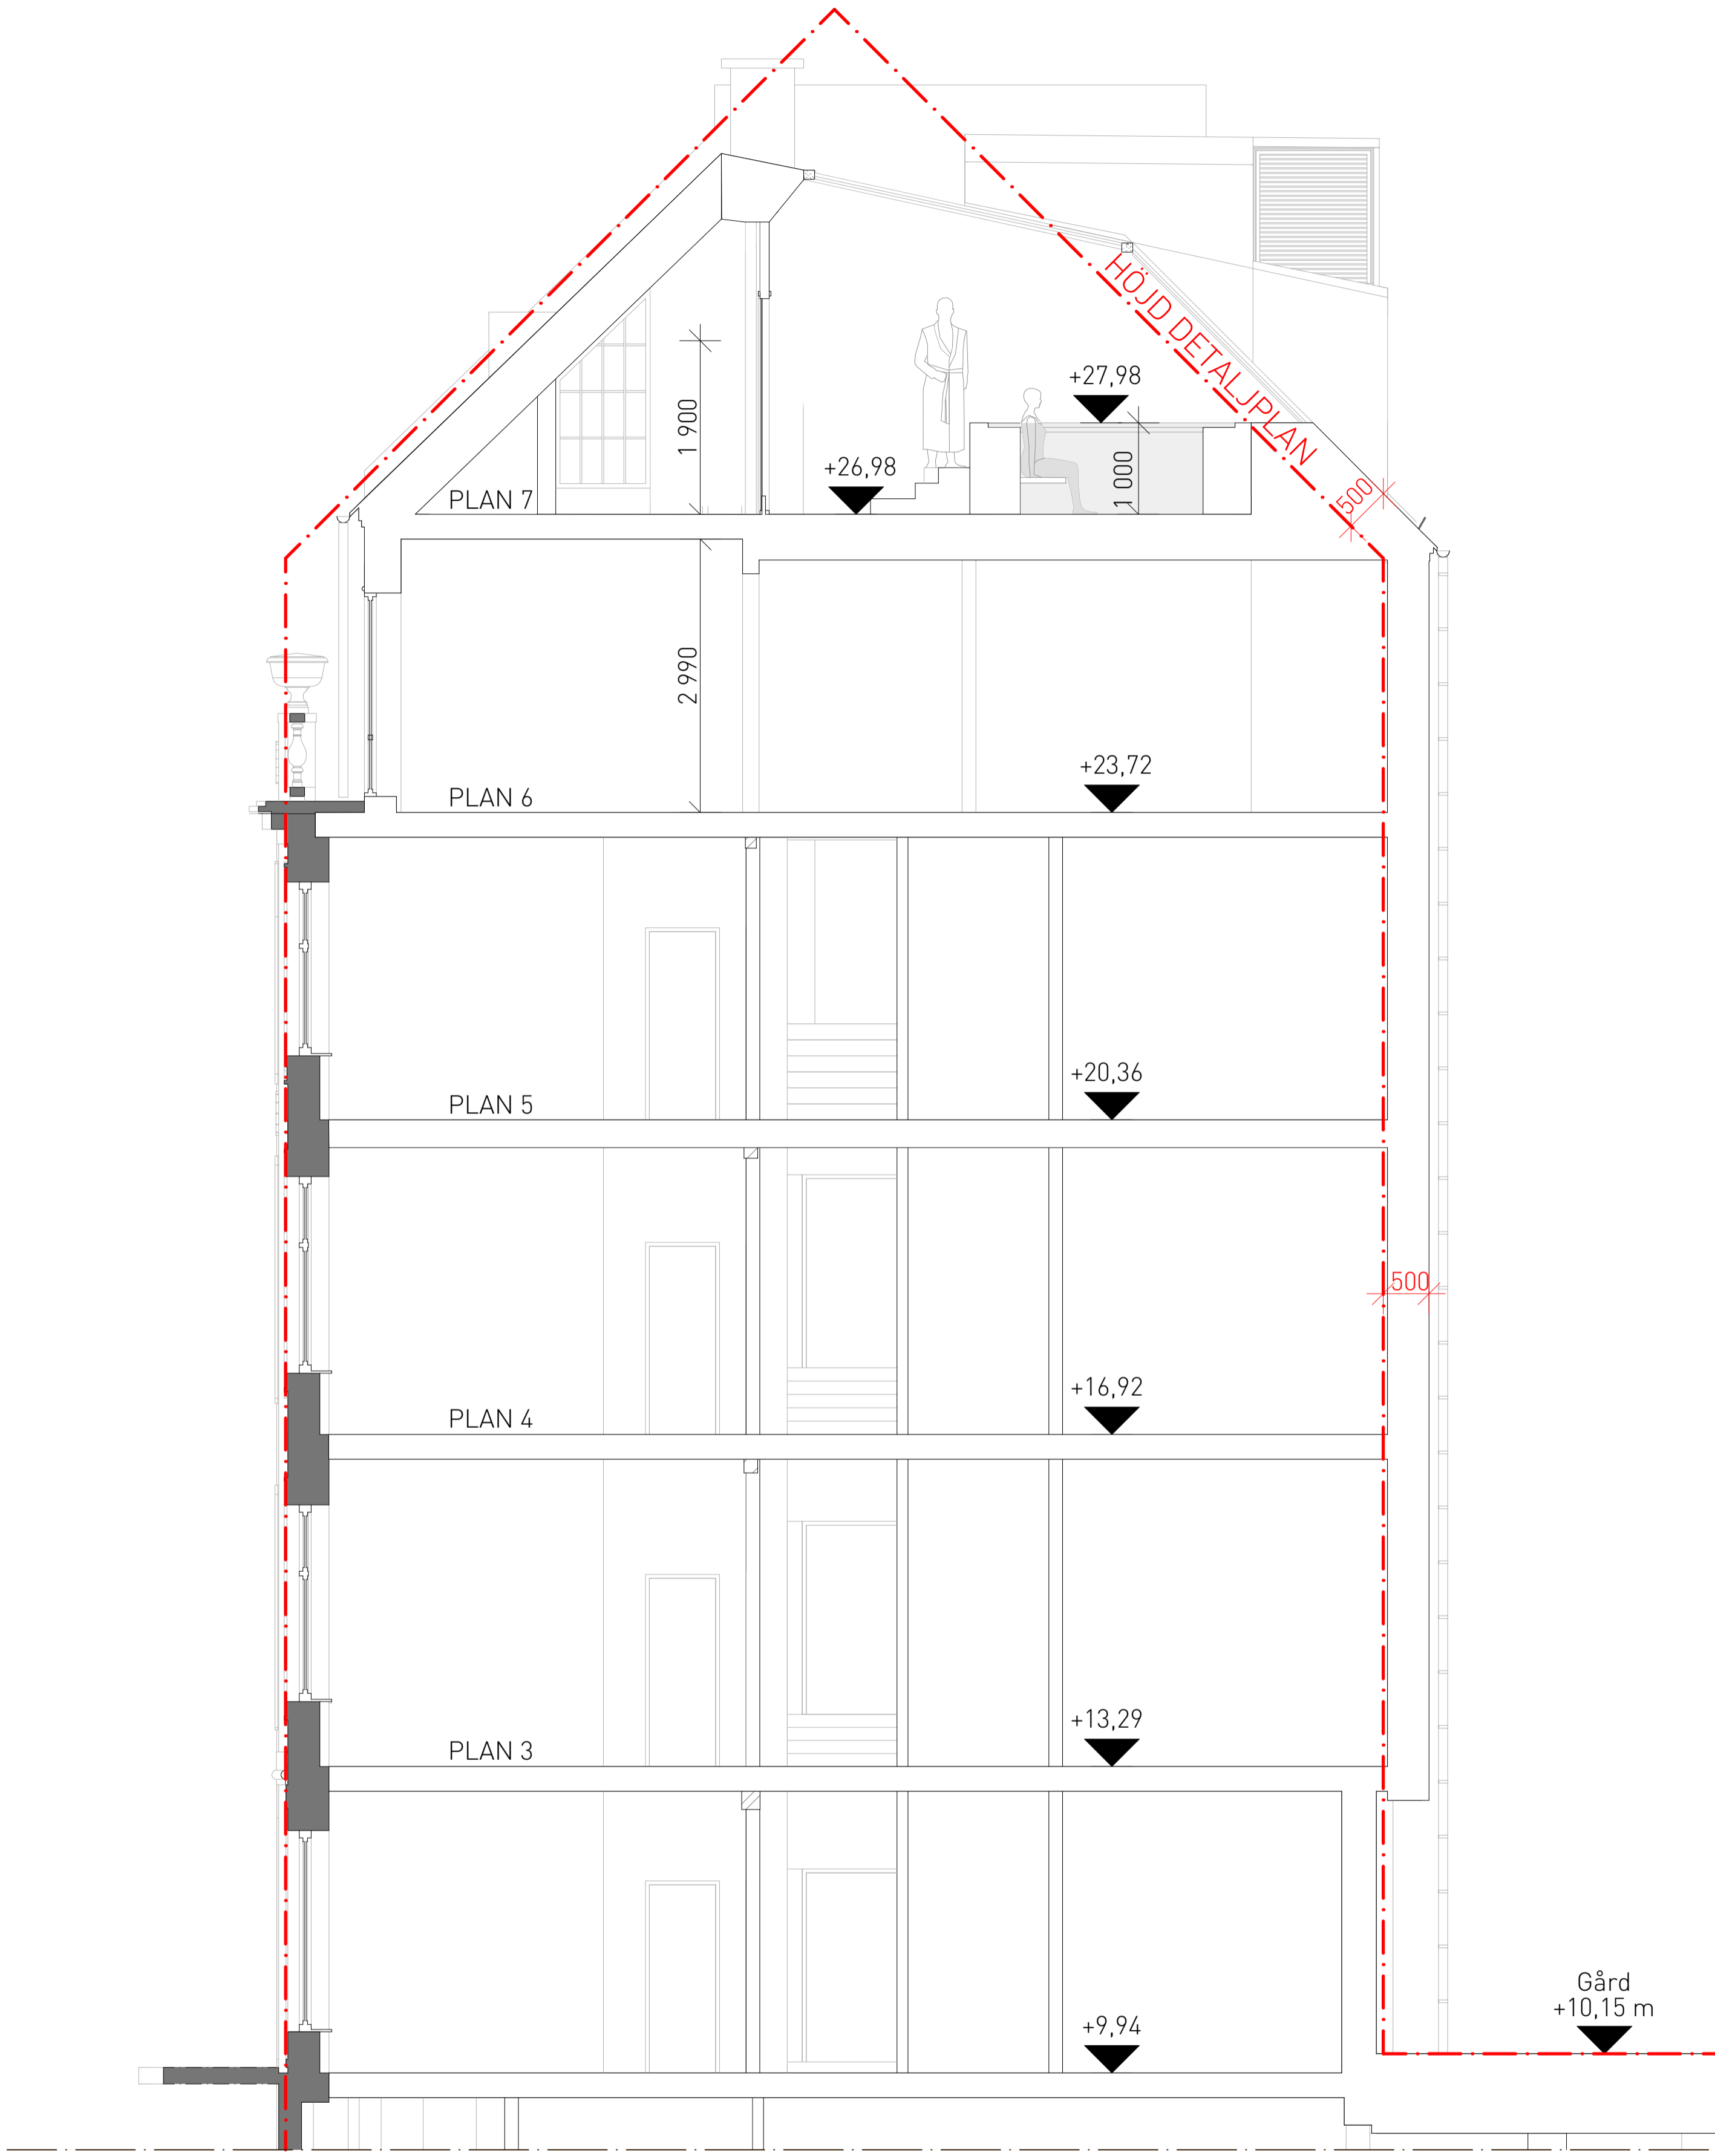 HÖJD DETALJPLAN
+27,98
1 900
+26,98
1 000
500
PLAN 7
2 990
+23,72
PLAN 6
+20,36
PLAN 5
500
+16,92
PLAN 4
+13,29
PLAN 3
Gård
+10,15 m
+9,94